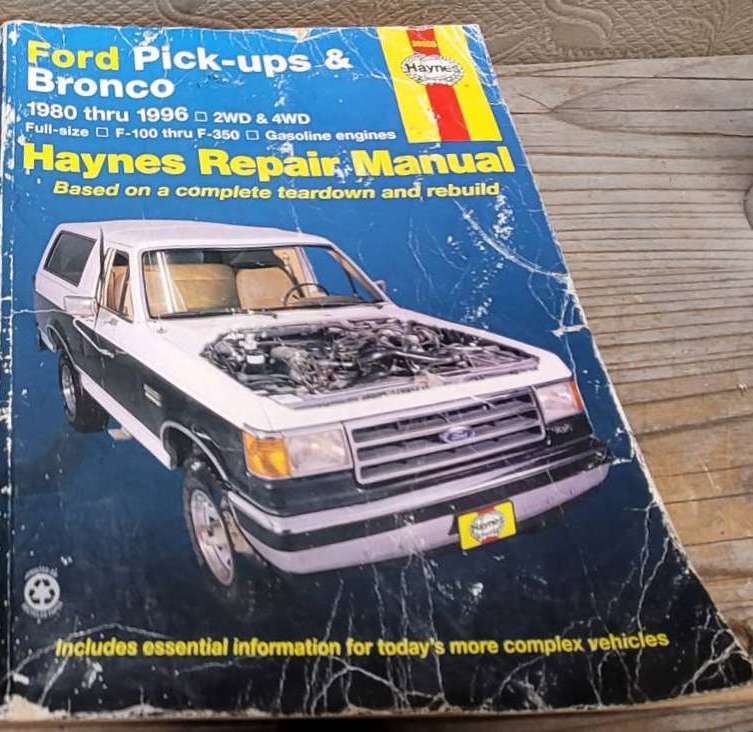 Ford Pick-ups &
Bronco
1980 thru 1996 □ 2WD & 4WD
Full-size □ F-100 thru F-350 □ Gasoline engines
Haynes
Haynes Repair Manual
Based on a complete teardown and rebuild
Ford
Haynes
Includes essential information for today's more complex vehicles